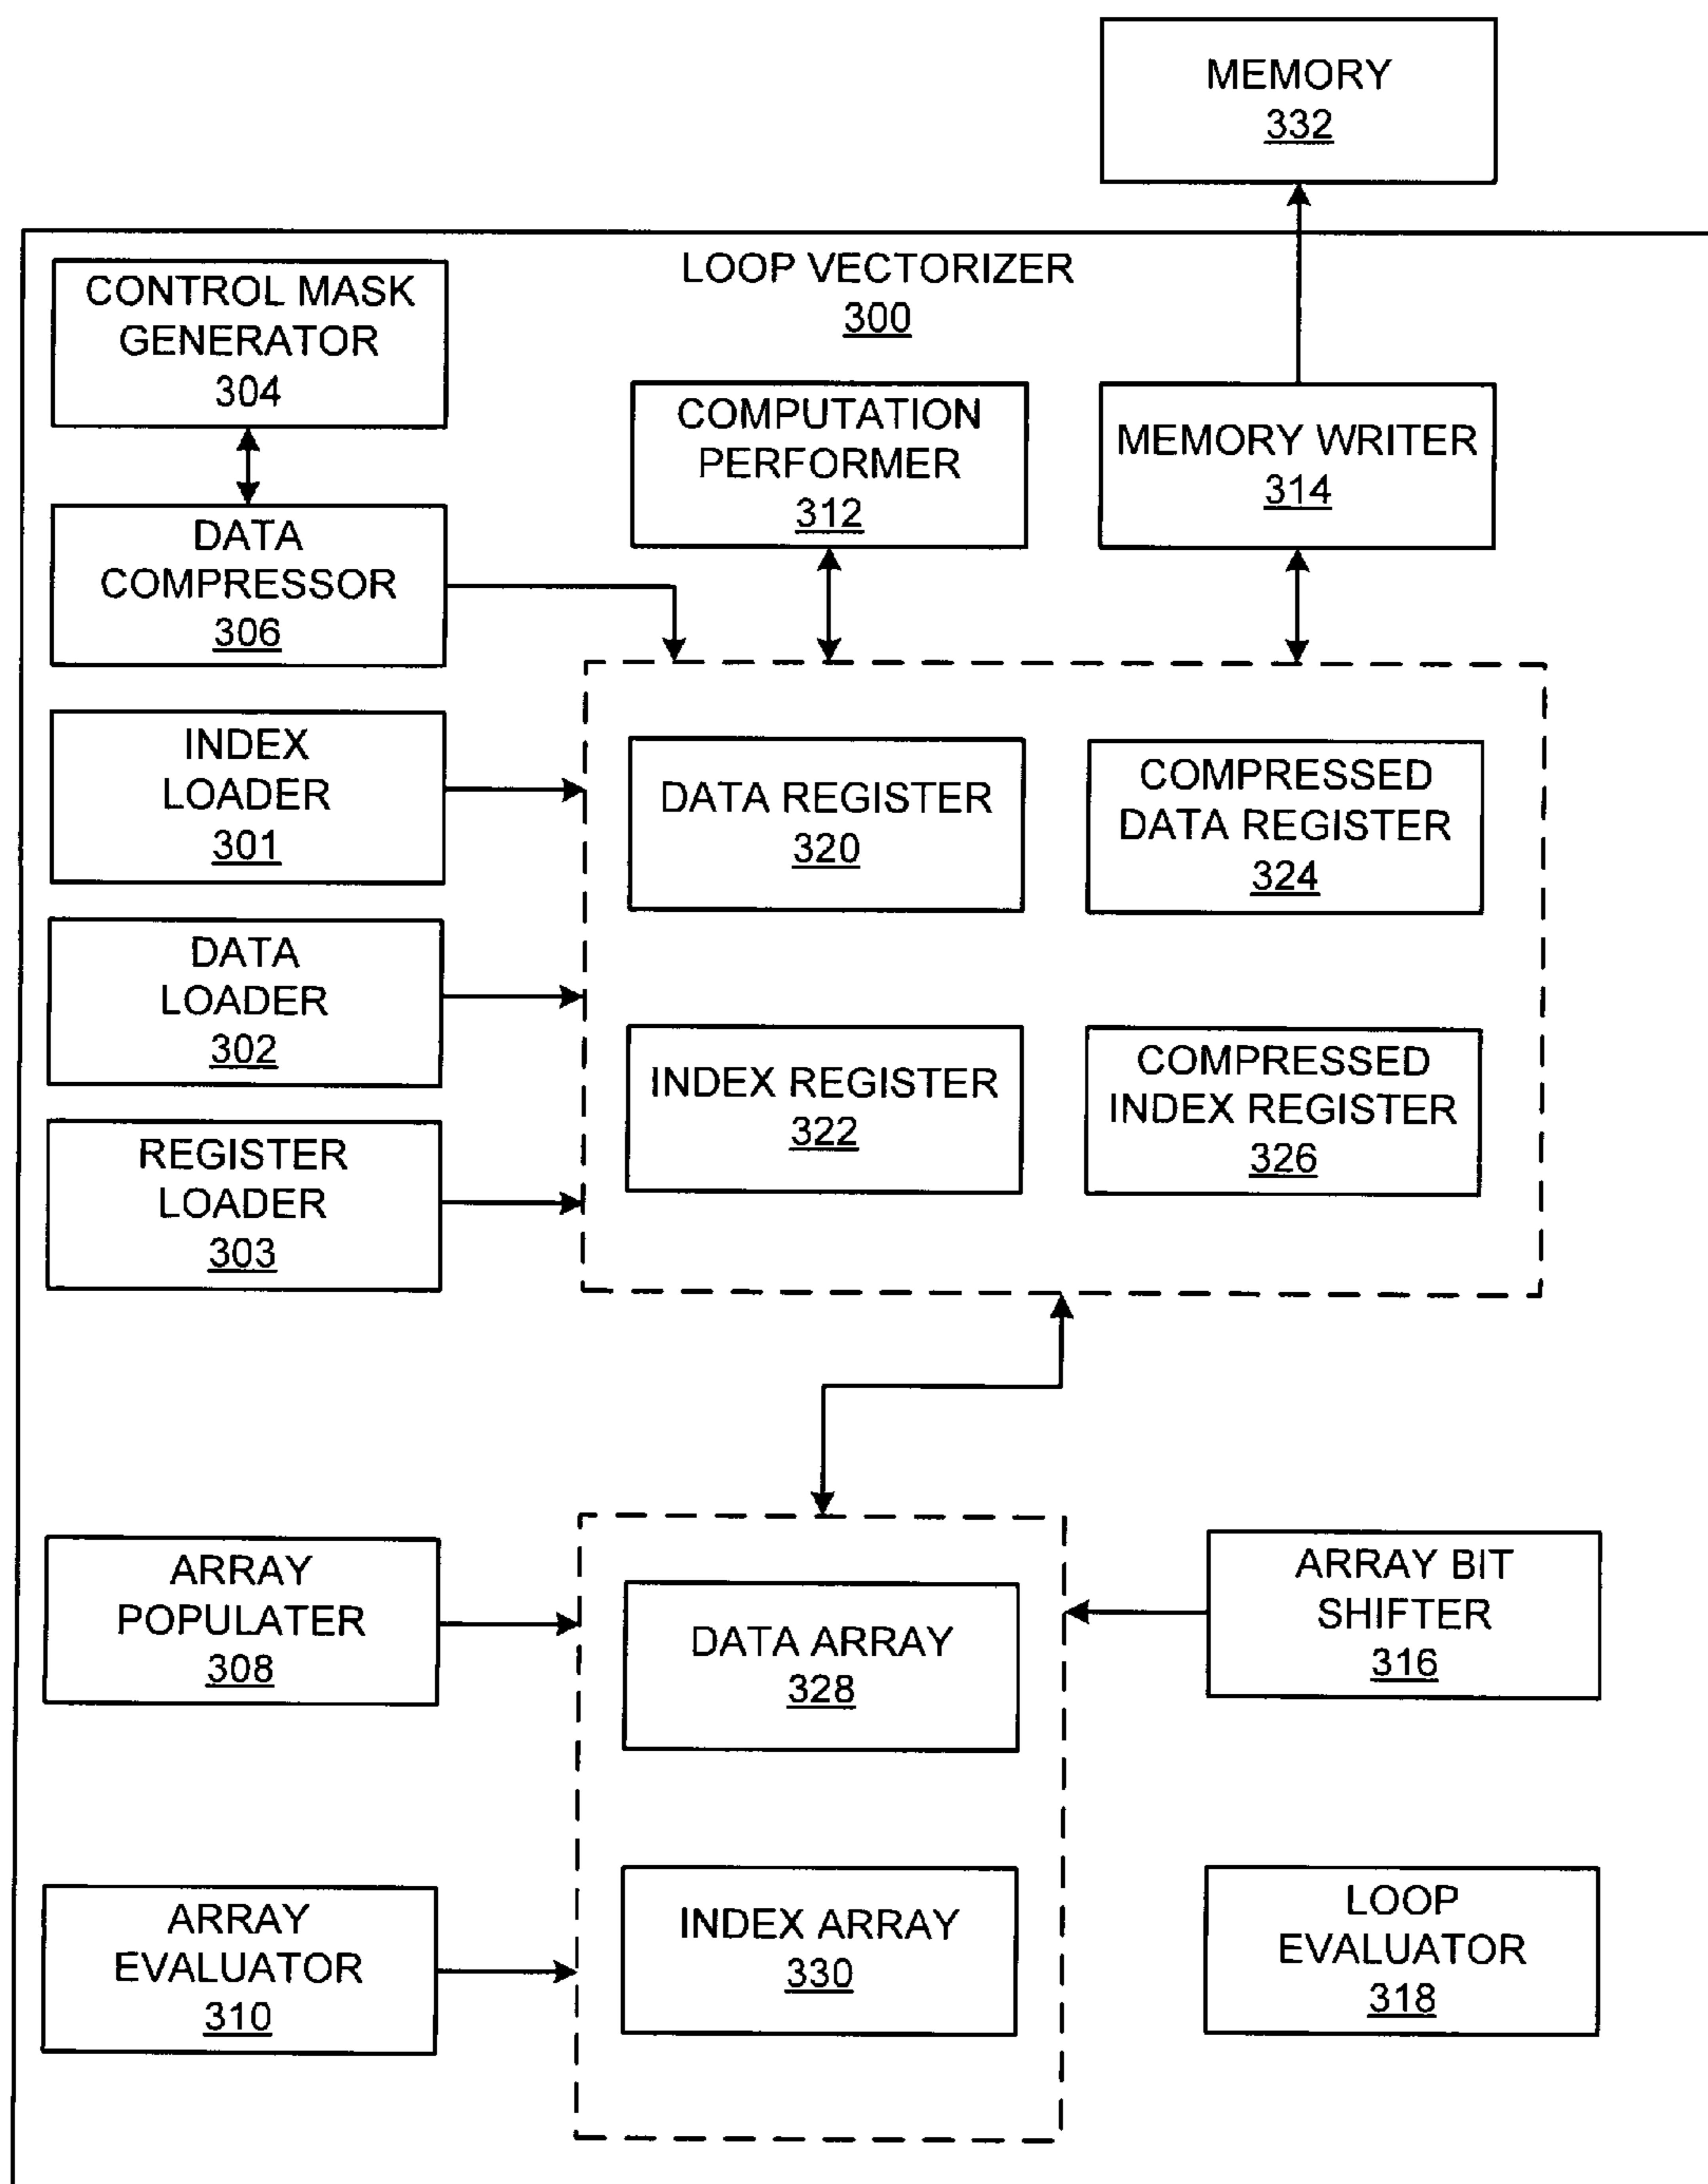 MEMORY
332
LOOP VECTORIZER
300
CONTROL MASK
GENERATOR
304
COMPUTATION
PERFORMER
312
MEMORY WRITER
314
DATA
COMPRESSOR
306
INDEX
LOADER
301
DATA REGISTER
320
COMPRESSED
DATA REGISTER
324
DATA
LOADER
302
INDEX REGISTER
322
COMPRESSED
INDEX REGISTER
326
REGISTER
LOADER
303
ARRAY
POPULATER
308
DATA ARRAY
328
ARRAY BIT
SHIFTER
316
ARRAY
EVALUATOR
310
INDEX ARRAY
330
LOOP
EVALUATOR
318